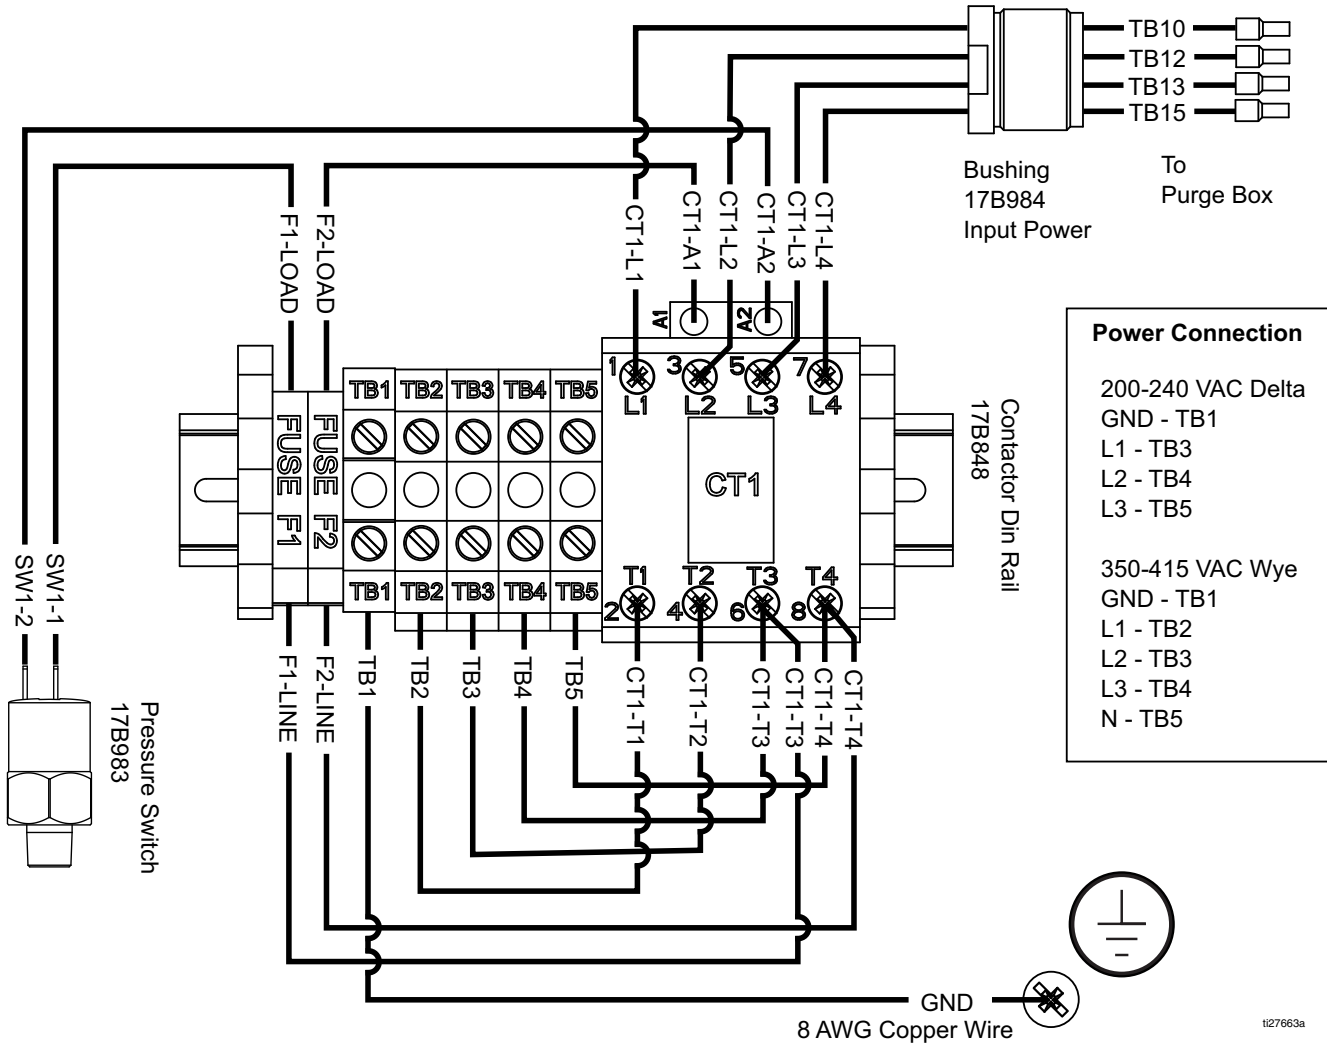 TB10
TB12
TB13
TB15
Bushing
17B984
Input Power
To
Purge Box
F1-LOAD
F2-LOAD
CT1-L1
CT1-A1
CT1-L2
CT1-A2
CT1-L3
CT1-L4
A1
A2
1
3
5
7
L1
L2
L3
L4
Power Connection
200-240 VAC Delta
GND - TB1
L1 - TB3
L2 - TB4
L3 - TB5
350-415 VAC Wye
GND - TB1
L1 - TB2
L2 - TB3
L3 - TB4
N - TB5
TB1
TB2
TB3
TB4
TB5
FUSE F1
FUSE F2
CT1
Contactor Din Rail
17B848
T1
T2
T3
T4
2
4
6
8
TB1
TB2
TB3
TB4
TB5
SW1-2
SW1-1
F1-LINE
F2-LINE
TB1
TB2
TB3
TB4
TB5
CT1-T1
CT1-T2
CT1-T3
CT1-T3
CT1-T4
CT1-T4
Pressure Switch
17B983
GND
8 AWG Copper Wire
ti27663a